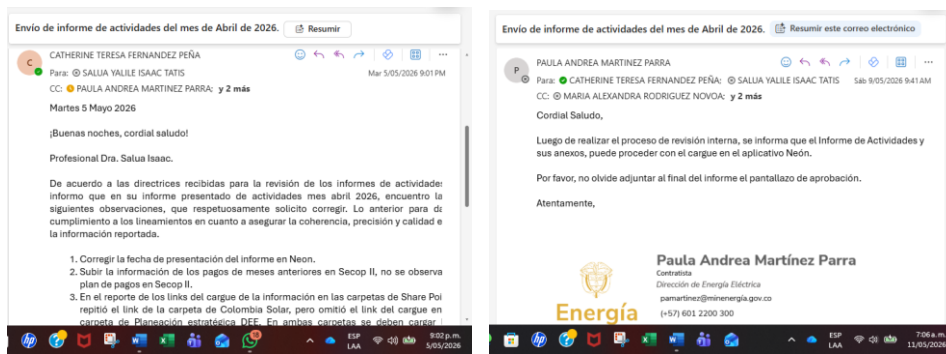 Envío de informe de actividades del mes de Abril de 2026. Resumir
C CATHERINE TERESA FERNANDEZ PEÑA
Para: SALUA YALILE ISAAC TATIS Mar 5/05/2026 9:01 PM
CC: PAULA ANDREA MARTINEZ PARRA; y 2 más
Martes 5 Mayo 2026
¡Buenas noches, cordial saludo!
Profesional Dra. Salua Isaac.
De acuerdo a las directrices recibidas para la revisión de los informes de actividades
informo que en su informe presentado de actividades mes abril 2026, encuentro la
siguientes observaciones, que respetuosamente solicito corregir. Lo anterior para da
cumplimiento a los lineamientos en cuanto a asegurar la coherencia, precisión y calidad e
la información reportada.
1. Corregir la fecha de presentación del informe en Neon.
2. Subir la información de los pagos de meses anteriores en Secop II, no se observa
plan de pagos en Secop II.
3. En el reporte de los links del cargue de la información en las carpetas de Share Poi
repitió el link de la carpeta de Colombia Solar, pero omitió el link del cargue en
carpeta de Planeación estratégica DEE. En ambas carpetas se deben cargar
ESP
LAA
9:02 p.m.
5/05/2026
Envío de informe de actividades del mes de Abril de 2026. Resumir este correo electrónico
P PAULA ANDREA MARTINEZ PARRA
Para: CATHERINE TERESA FERNANDEZ PEÑA; SALUA YALILE ISAAC TATIS Sáb 9/05/2026 9:41 AM
CC: MARIA ALEXANDRA RODRIGUEZ NOVOA; y 2 más
Cordial Saludo,
Luego de realizar el proceso de revisión interna, se informa que el Informe de Actividades y
sus anexos, puede proceder con el cargue en el aplicativo Neón.
Por favor, no olvide adjuntar al final del informe el pantallazo de aprobación.
Atentamente,
Energía
Paula Andrea Martínez Parra
Contratista
Dirección de Energía Eléctrica
pamartinez@minenergía.gov.co
(+57) 601 2200 300
ESP
LAA
7:06 a.m.
11/05/2026